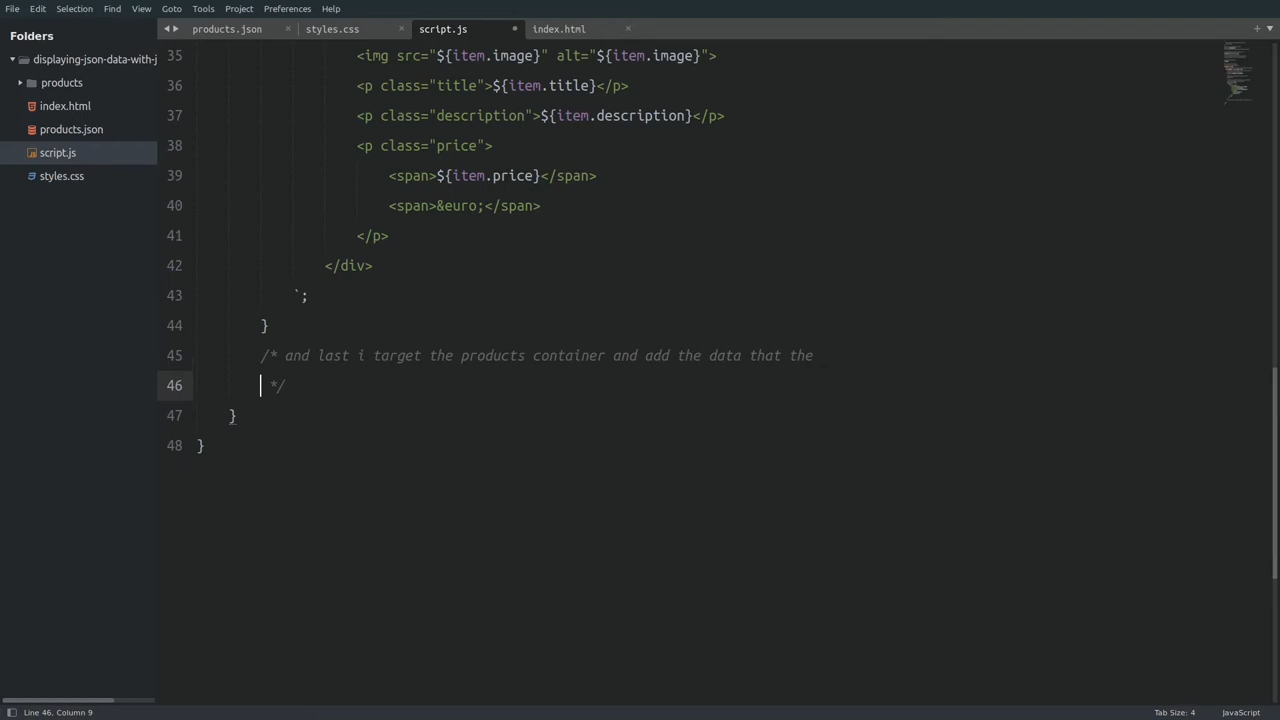 File Edit Selection Find View Goto Tools Project Preferences Help
Folders
displaying-json-data-with-j
products
index.html
products.json
script.js
styles.css
products.json × styles.css × script.js index.html ×
35 <img src="${item.image}" alt="${item.image}">
36 <p class="title">${item.title}</p>
37 <p class="description">${item.description}</p>
38 <p class="price">
39 <span>${item.price}</span>
40 <span>&euro;</span>
41 </p>
42 </div>
43 `;
44 }
45 /* and last i target the products container and add the data that the
46 */
47 }
48 }
Line 46, Column 9
Tab Size: 4 JavaScript